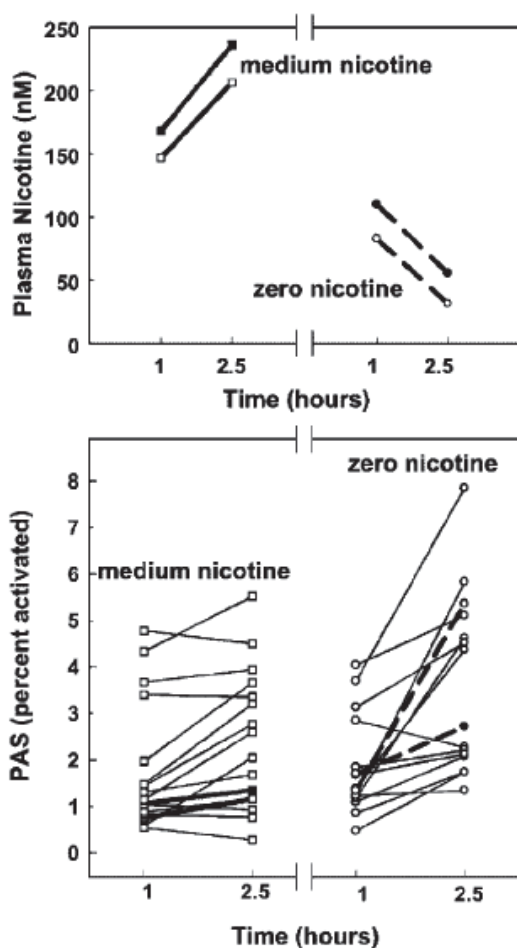 250
200
150
100
50
0
Plasma Nicotine (nM)
medium nicotine
zero nicotine
1 2.5 1 2.5
Time (hours)
8
7
6
5
4
3
2
1
0
PAS (percent activated)
zero nicotine
medium nicotine
1 2.5 1 2.5
Time (hours)